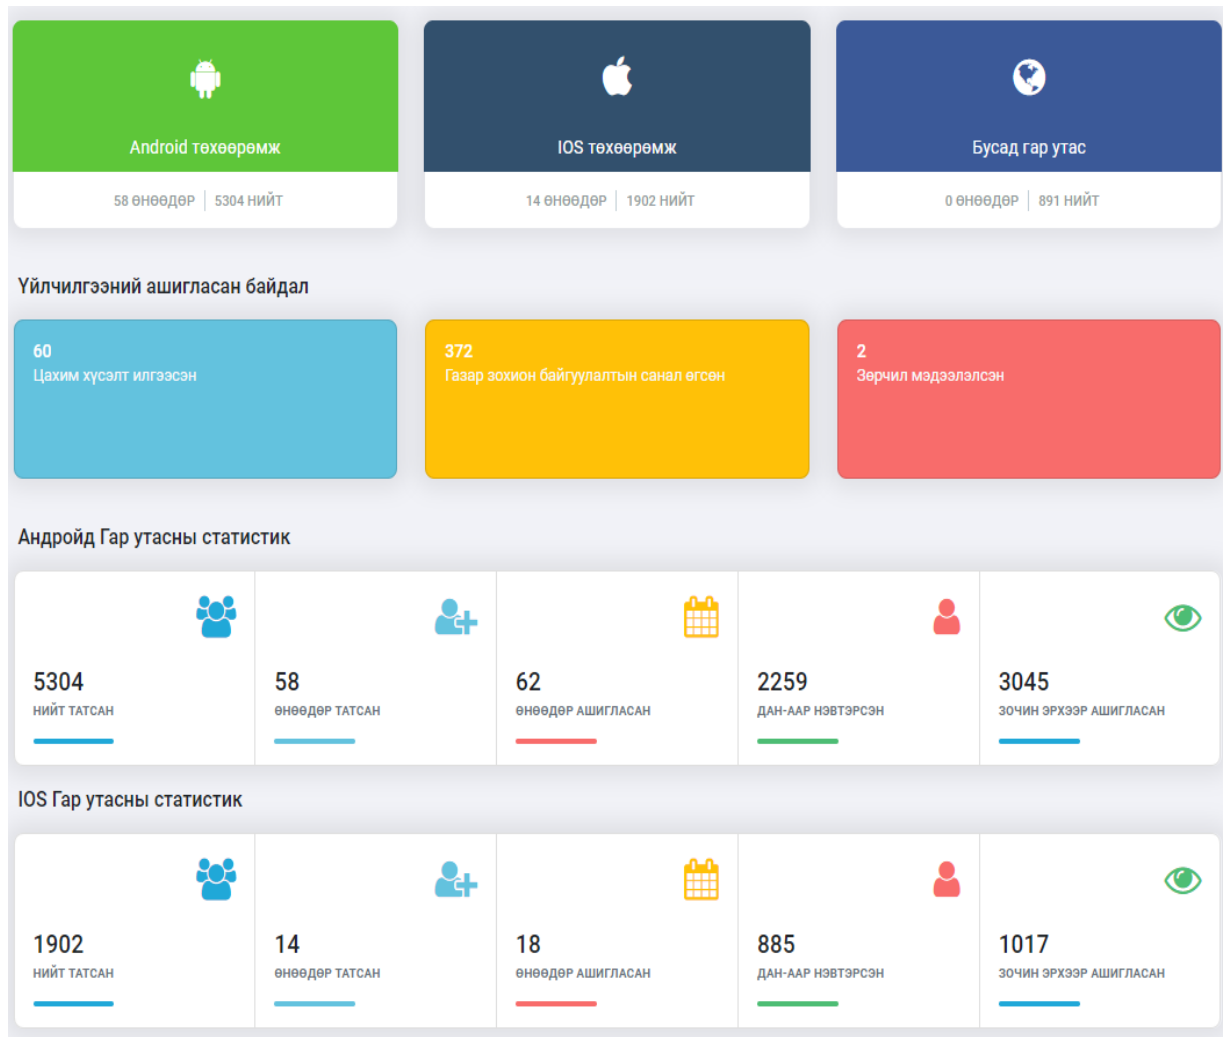 Android төхөөрөмж
58 ӨНӨӨДӨР 5304 НИЙТ
IOS төхөөрөмж
14 ӨНӨӨДӨР 1902 НИЙТ
Бусад гар утас
0 ӨНӨӨДӨР 891 НИЙТ
Үйлчилгээний ашигласан байдал
60
Цахим хүсэлт илгээсэн
372
Газар зохион байгуулалтын санал өгсөн
2
Зөрчил мэдээлэлсэн
Андройд Гар утасны статистик
5304
НИЙТ ТАТСАН
58
ӨНӨӨДӨР ТАТСАН
62
ӨНӨӨДӨР АШИГЛАСАН
2259
ДАН-ААР НЭВТЭРСЭН
3045
ЗОЧИН ЭРХЭЭР АШИГЛАСАН
IOS Гар утасны статистик
1902
НИЙТ ТАТСАН
14
ӨНӨӨДӨР ТАТСАН
18
ӨНӨӨДӨР АШИГЛАСАН
885
ДАН-ААР НЭВТЭРСЭН
1017
ЗОЧИН ЭРХЭЭР АШИГЛАСАН